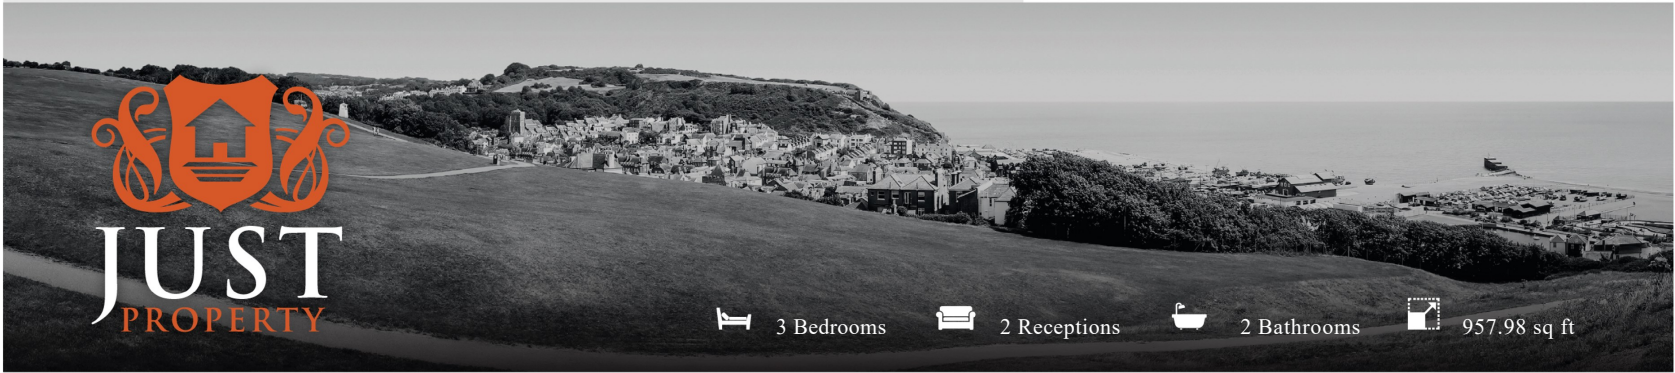 JUST
PROPERTY
3 Bedrooms
2 Receptions
2 Bathrooms
957.98 sq ft